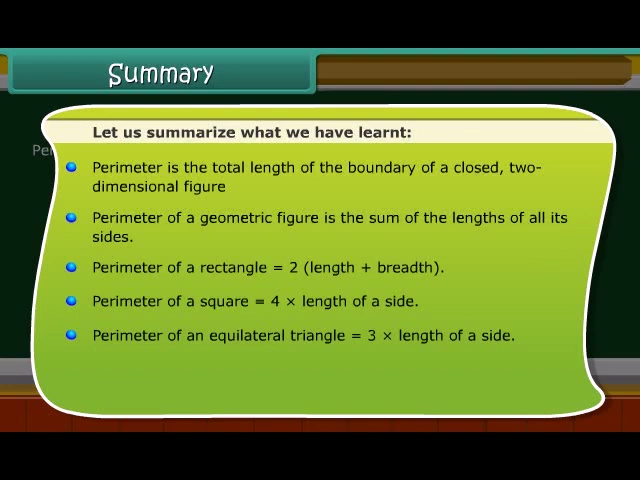 Summary
Let us summarize what we have learnt:
Perimeter is the total length of the boundary of a closed, two-
dimensional figure
Perimeter of a geometric figure is the sum of the lengths of all its
sides.
Perimeter of a rectangle = 2 (length + breadth).
Perimeter of a square = 4 × length of a side.
Perimeter of an equilateral triangle = 3 × length of a side.